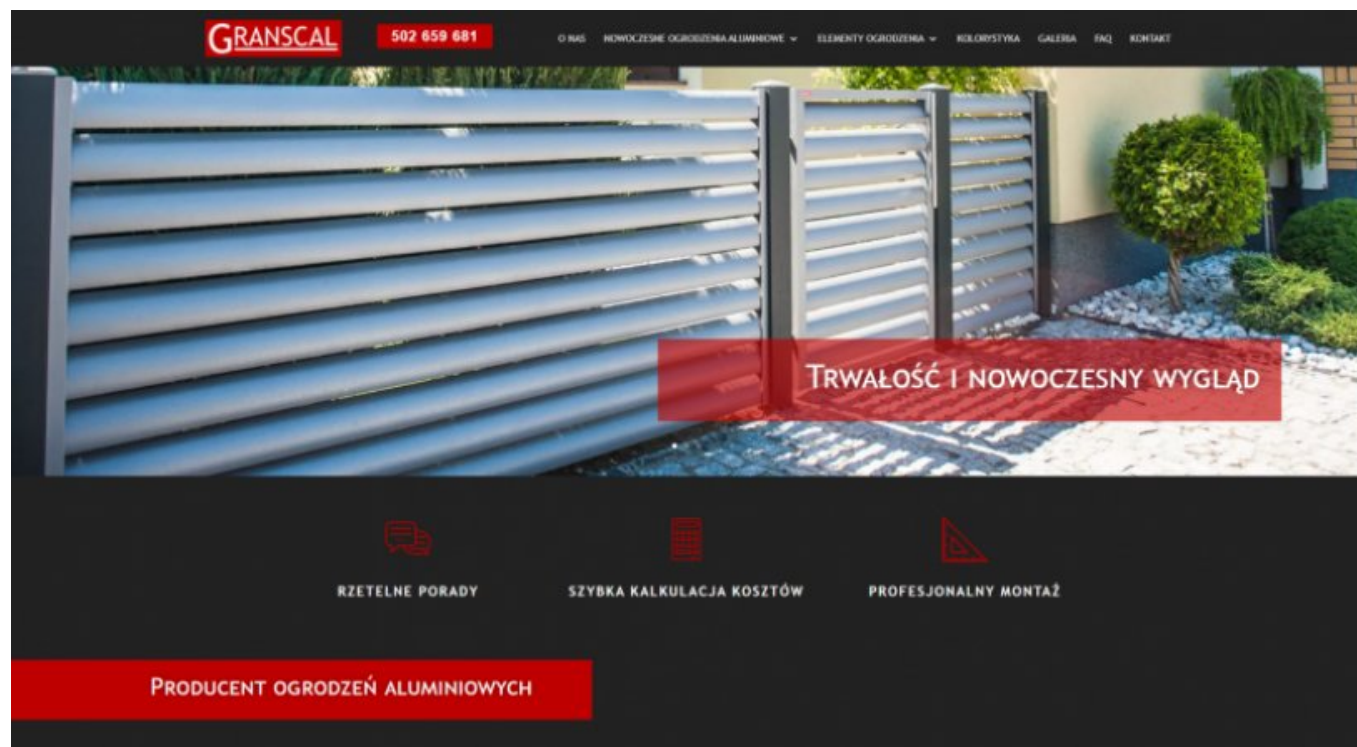 GRANSCAL
502 659 681
O NAS NOWOCZESNE OGRODZENIA ALUMINIOWE ELEMENTY OGRODZENIA KOLORYSTYKA GALERIA FAQ KONTAKT
TRWAŁOŚĆ I NOWOCZESNY WYGLĄD
RZETELNE PORADY
SZYBKA KALKULACJA KOSZTÓW
PROFESJONALNY MONTAŻ
PRODUCENT OGRODZEŃ ALUMINIOWYCH